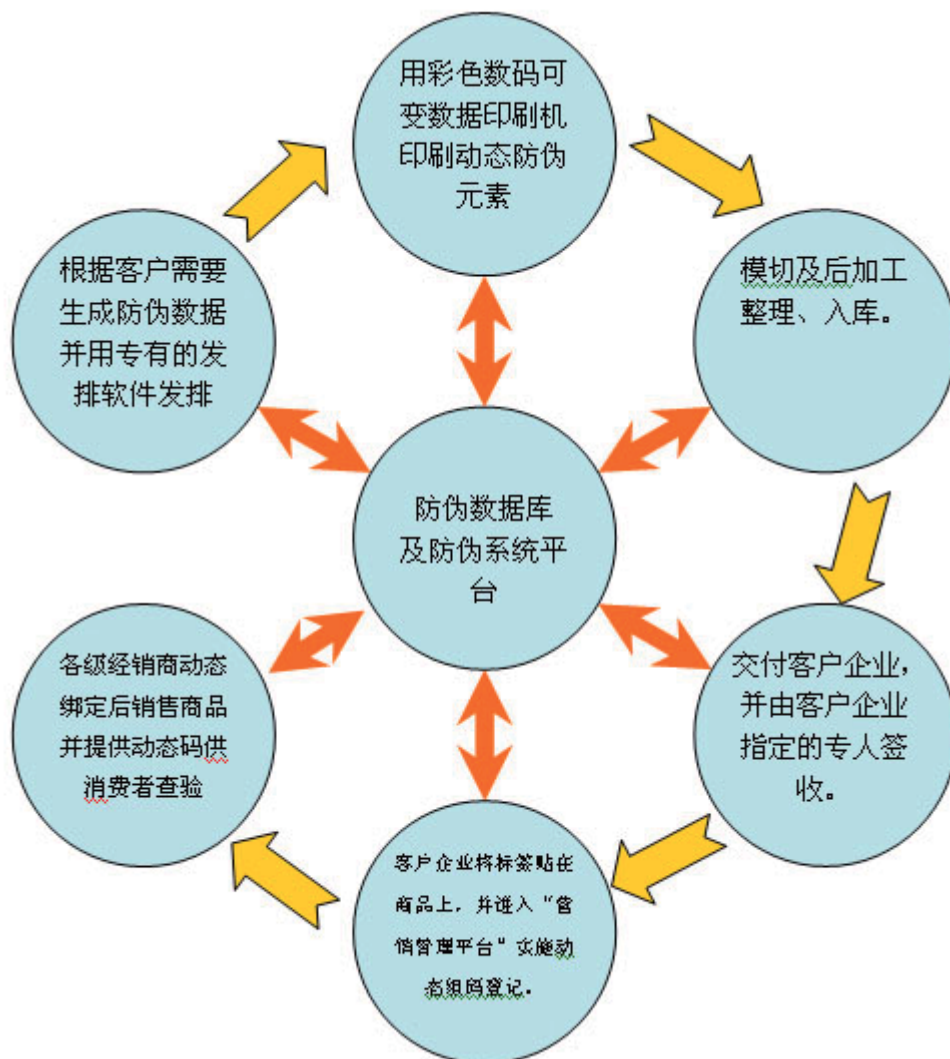 用彩色数码可
变数据印刷机
印刷动态防伪
元素
根据客户需要
生成防伪数据
并用专有的发
排软件发排
模切及后加工
整理、入库。
防伪数据库
及防伪系统平
台
各级经销商动态
绑定后销售商品
并提供动态码供
消费者查验
交付客户企业，
并由客户企业
指定的专人签
收。
客户企业将标签贴在
商品上，并进入“营
销管理平台”实施动
态组码登记。